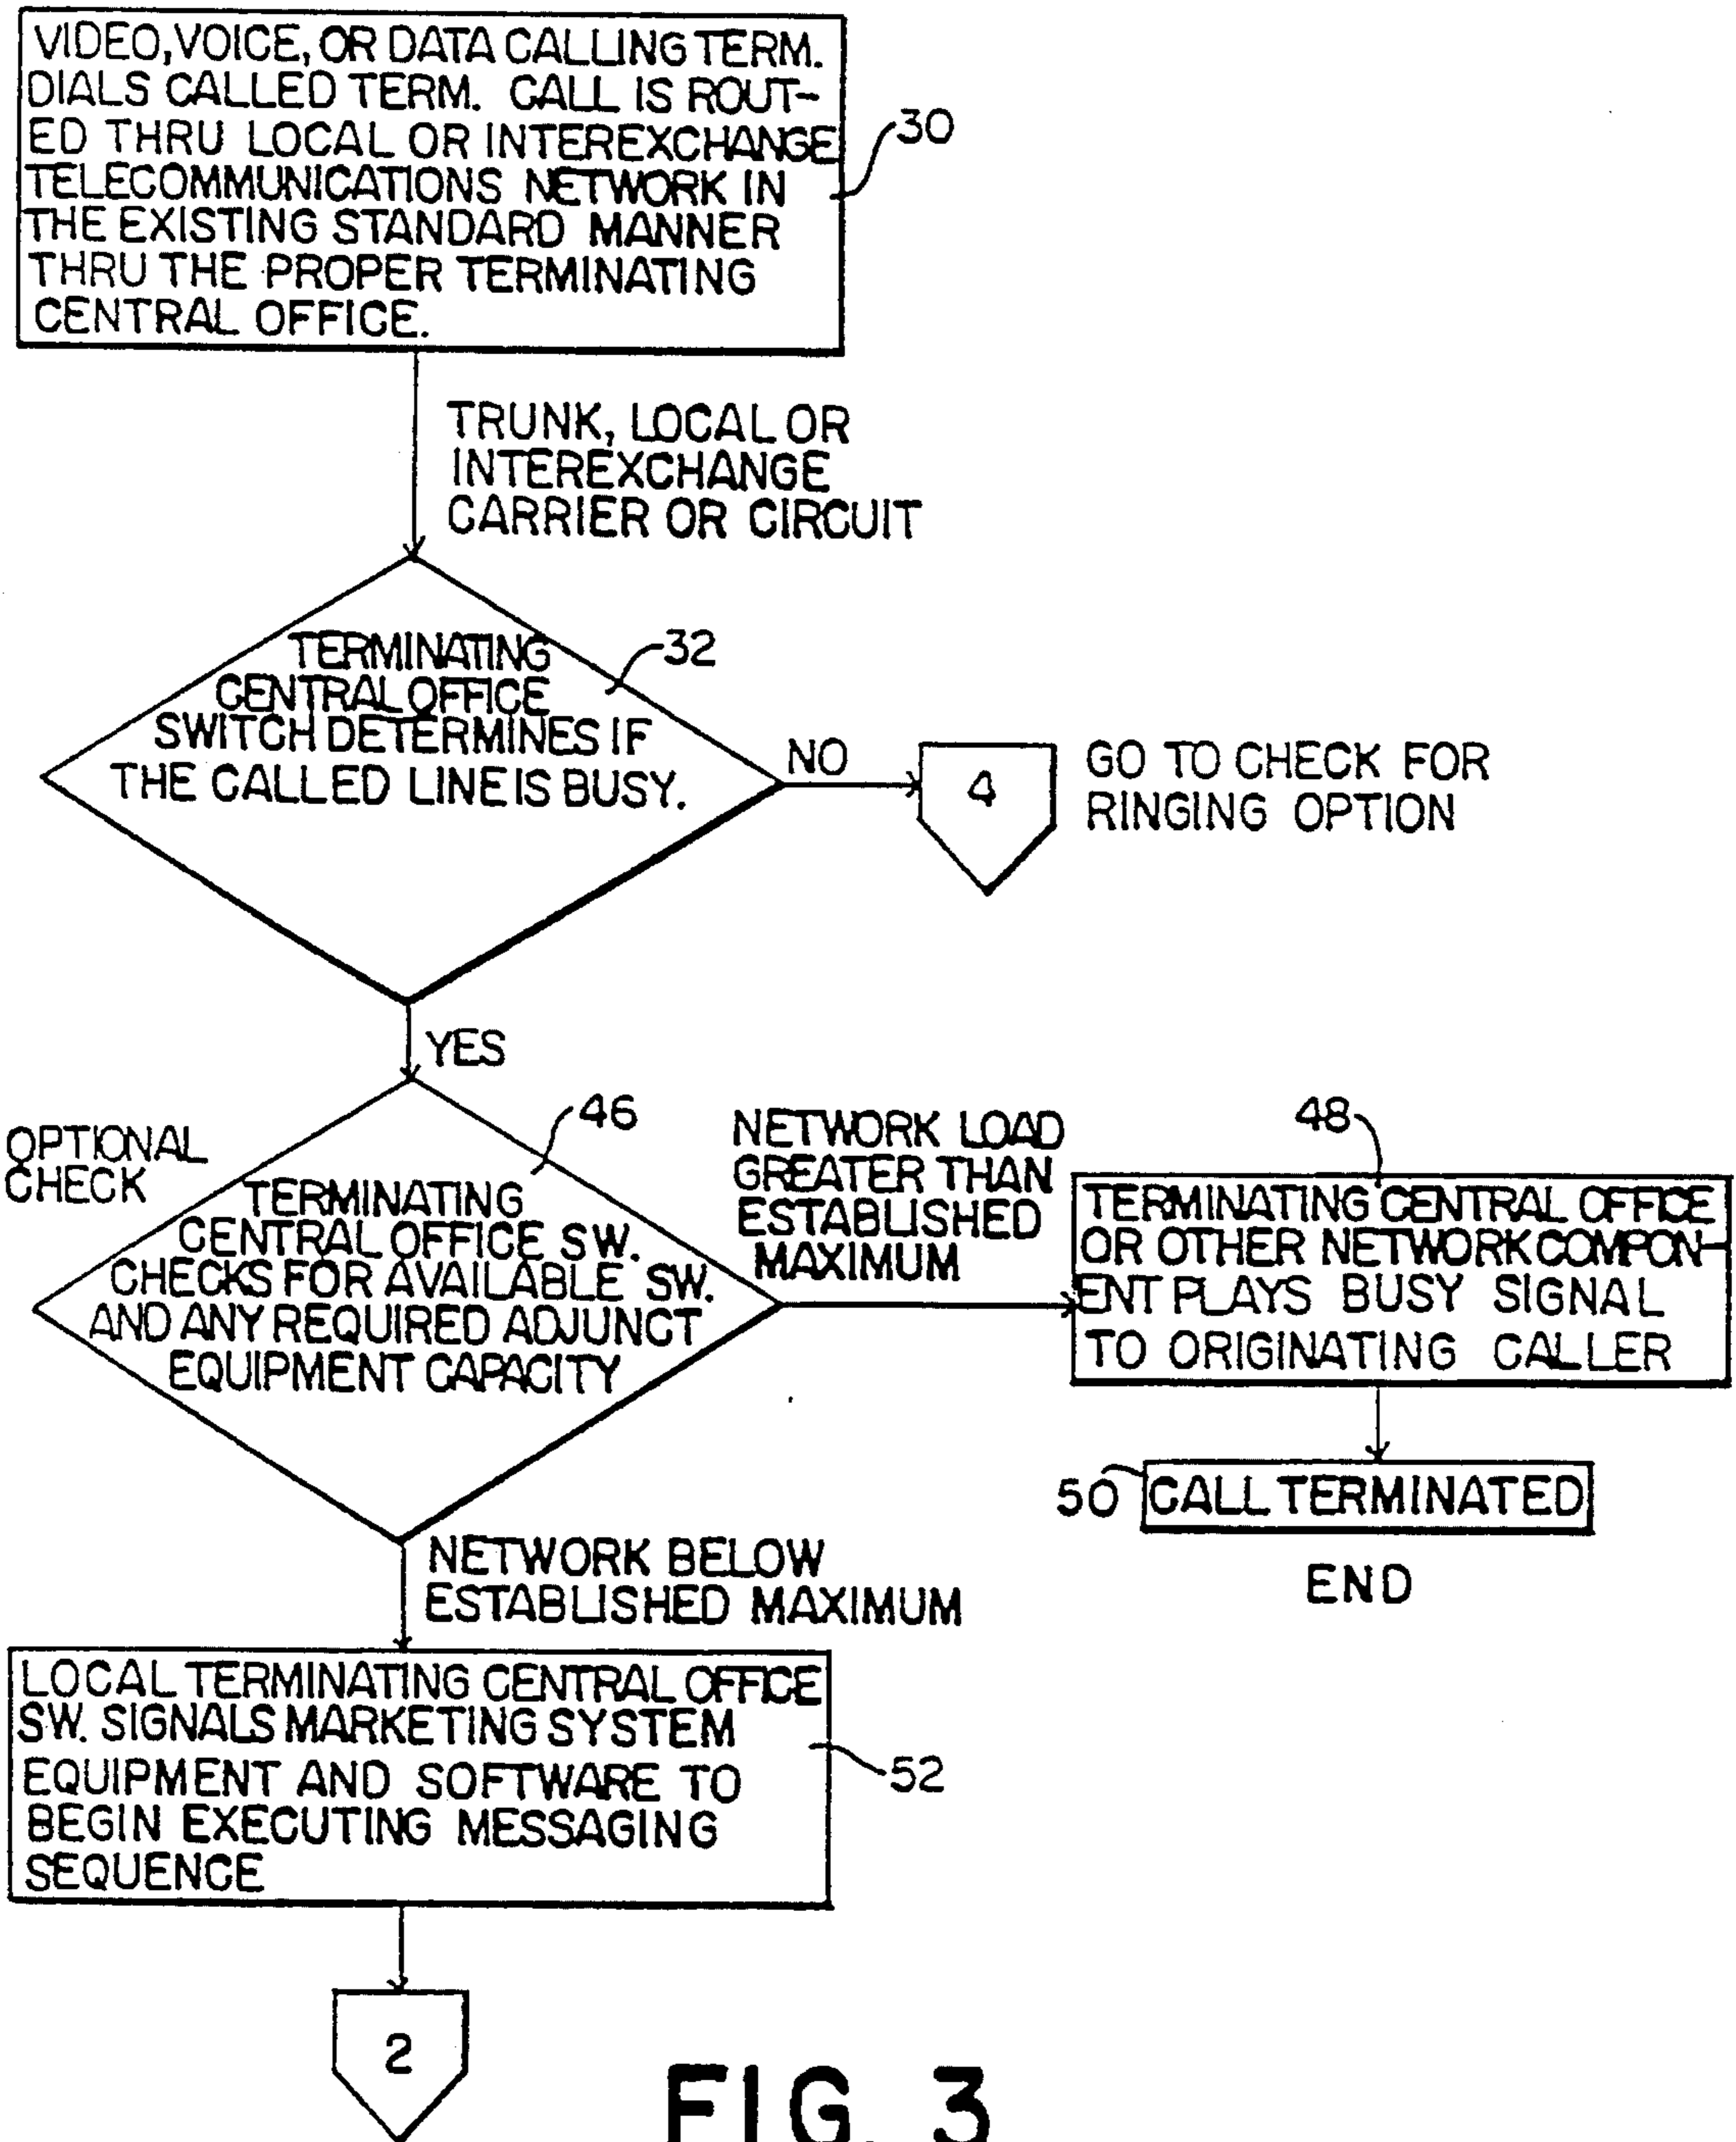 VIDEO, VOICE, OR DATA CALLING TERM.
DIALS CALLED TERM. CALL IS ROUT-
ED THRU LOCAL OR INTEREXCHANGE
TELECOMMUNICATIONS NETWORK IN
THE EXISTING STANDARD MANNER
THRU THE PROPER TERMINATING
CENTRAL OFFICE.
30
TRUNK, LOCAL OR
INTEREXCHANGE
CARRIER OR CIRCUIT
TERMINATING
CENTRAL OFFICE
SWITCH DETERMINES IF
THE CALLED LINE IS BUSY.
32
NO
4
GO TO CHECK FOR
RINGING OPTION
YES
OPTIONAL
CHECK
46
TERMINATING
CENTRAL OFFICE SW.
CHECKS FOR AVAILABLE SW.
AND ANY REQUIRED ADJUNCT
EQUIPMENT CAPACITY
NETWORK LOAD
GREATER THAN
ESTABLISHED
MAXIMUM
48
TERMINATING CENTRAL OFFICE
OR OTHER NETWORK COMPON-
ENT PLAYS BUSY SIGNAL
TO ORIGINATING CALLER
50
CALL TERMINATED
END
NETWORK BELOW
ESTABLISHED MAXIMUM
LOCAL TERMINATING CENTRAL OFFICE
SW. SIGNALS MARKETING SYSTEM
EQUIPMENT AND SOFTWARE TO
BEGIN EXECUTING MESSAGING
SEQUENCE
52
2
FIG. 3